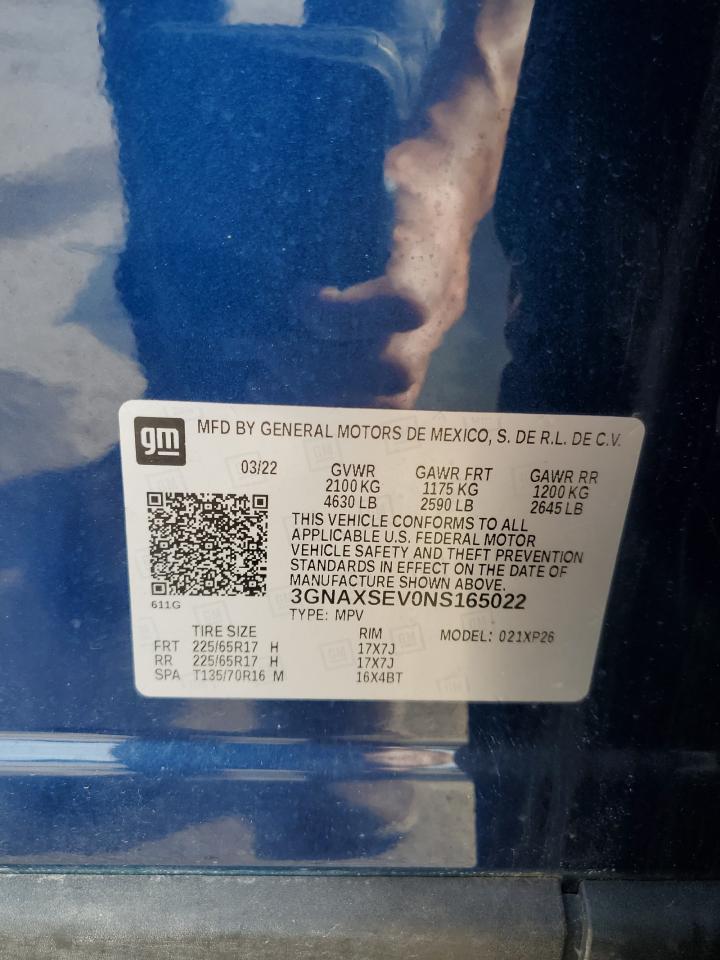 gm MFD BY GENERAL MOTORS DE MEXICO, S. DE R.L. DE C.V.
03/22 GVWR GAWR FRT GAWR RR
2100 KG 1175 KG 1200 KG
4630 LB 2590 LB 2645 LB
THIS VEHICLE CONFORMS TO ALL
APPLICABLE U.S. FEDERAL MOTOR
VEHICLE SAFETY AND THEFT PREVENTION
STANDARDS IN EFFECT ON THE DATE OF
MANUFACTURE SHOWN ABOVE.
3GNAXSEV0NS165022
611G
TYPE: MPV
TIRE SIZE RIM MODEL: 021XP26
FRT 225/65R17 H 17X7J
RR 225/65R17 H 17X7J
SPA T135/70R16 M 16X4BT